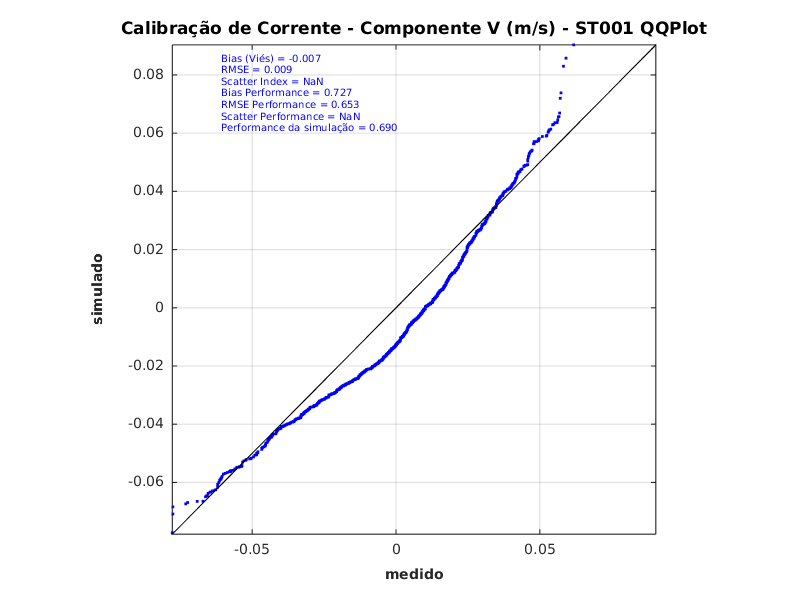 Calibração de Corrente - Componente V (m/s) - ST001 QQPlot
Bias (Viés) = -0.007
RMSE = 0.009
Scatter Index = NaN
Bias Performance = 0.727
RMSE Performance = 0.653
Scatter Performance = NaN
Performance da simulação = 0.690
0.08
0.06
0.04
0.02
0
-0.02
-0.04
-0.06
simulado
-0.05
0
0.05
medido